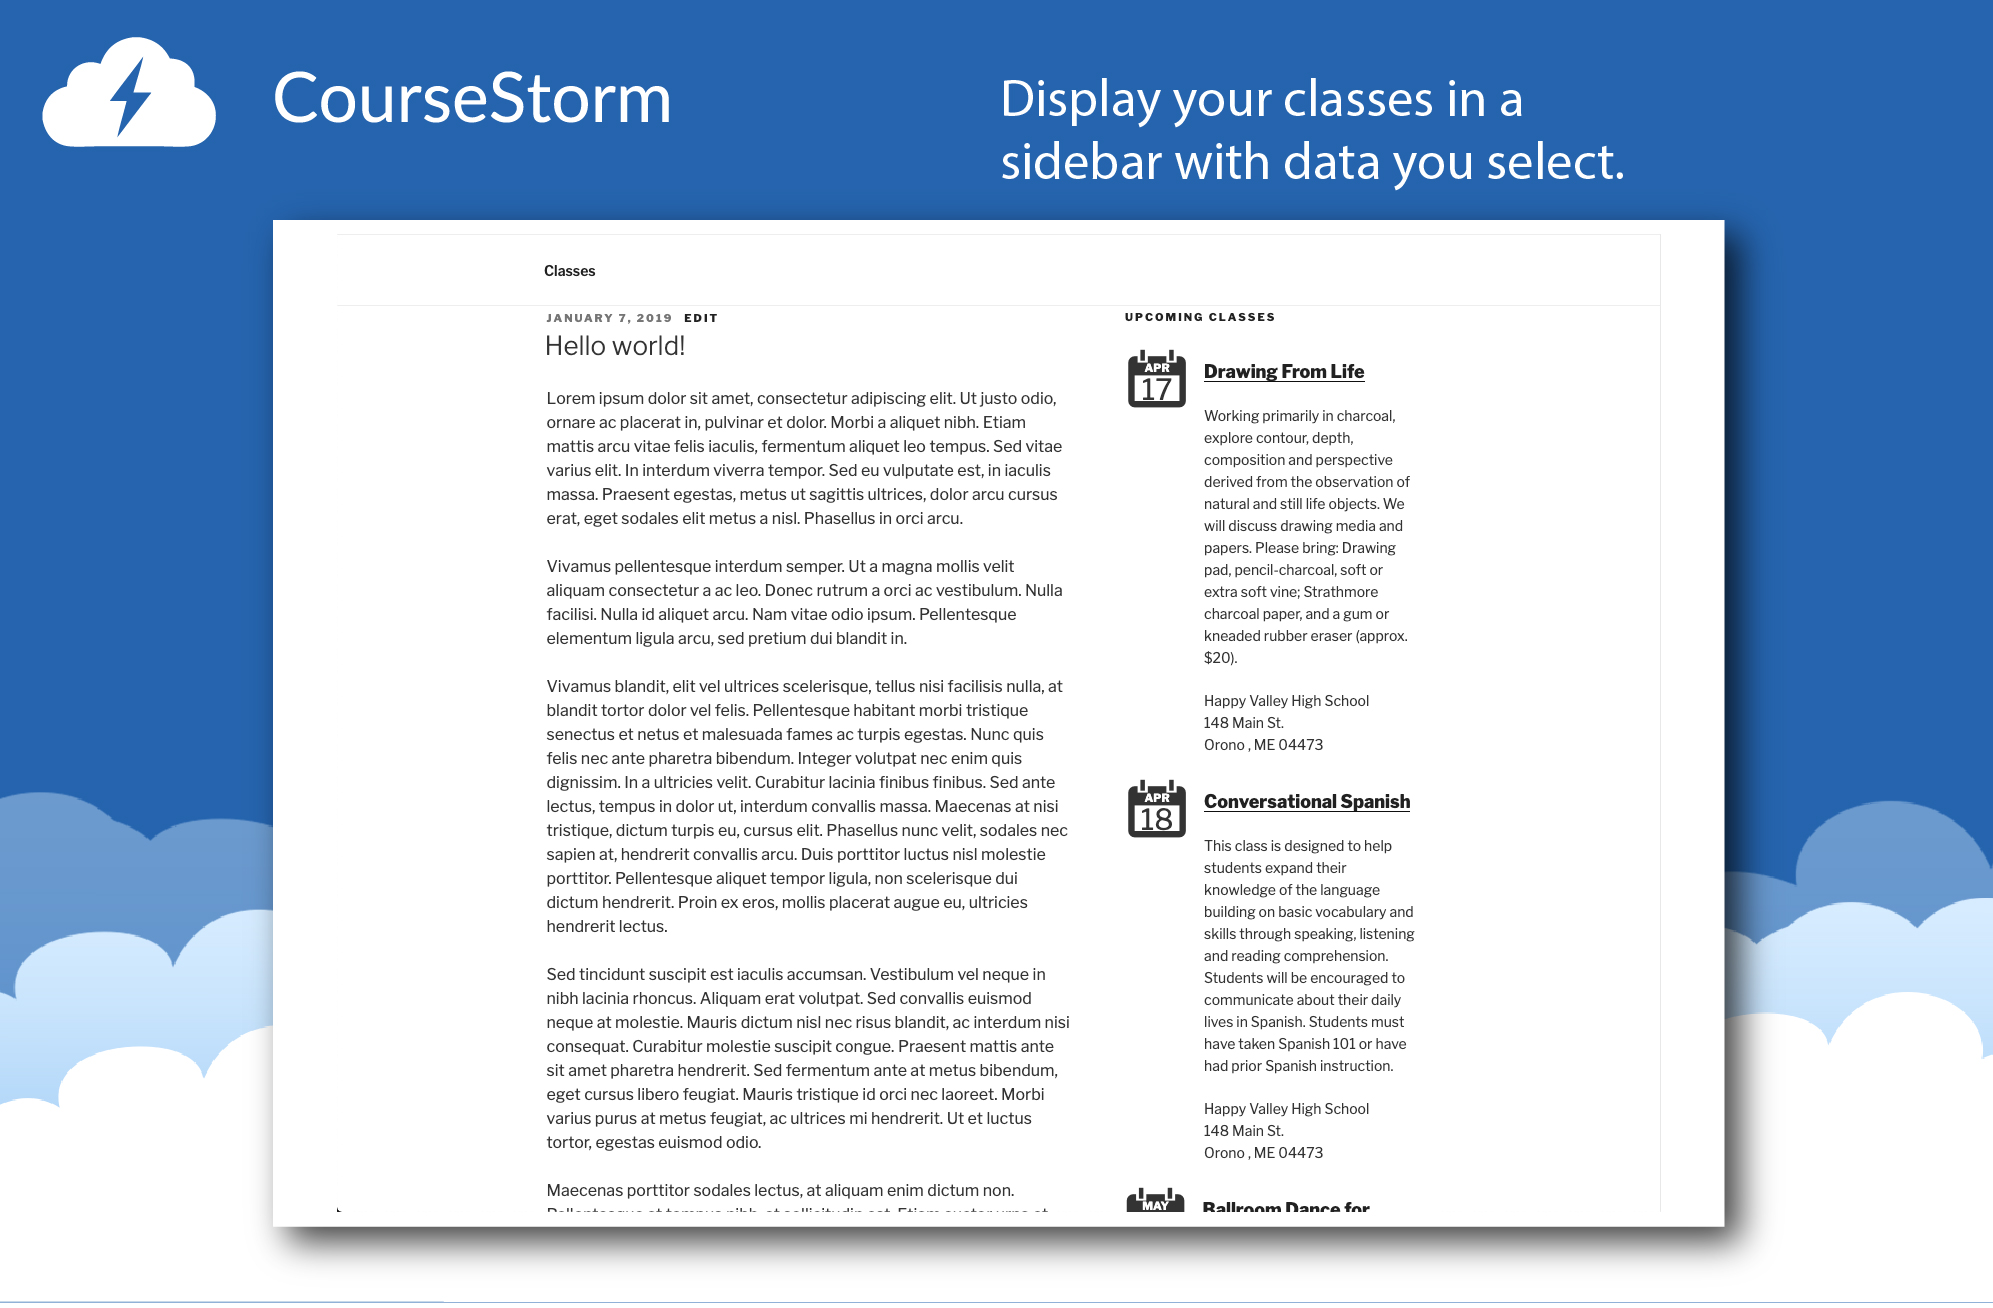 CourseStorm
Display your classes in a
sidebar with data you select.
Classes
JANUARY 7, 2019 EDIT
Hello world!
Lorem ipsum dolor sit amet, consectetur adipiscing elit. Ut justo odio,
ornare ac placerat in, pulvinar et dolor. Morbi a aliquet nibh. Etiam
mattis arcu vitae felis iaculis, fermentum aliquet leo tempus. Sed vitae
varius elit. In interdum viverra tempor. Sed eu vulputate est, in iaculis
massa. Praesent egestas, metus ut sagittis ultrices, dolor arcu cursus
erat, eget sodales elit metus a nisl. Phasellus in orci arcu.
Vivamus pellentesque interdum semper. Ut a magna mollis velit
aliquam consectetur a ac leo. Donec rutrum a orci ac vestibulum. Nulla
facilisi. Nulla id aliquet arcu. Nam vitae odio ipsum. Pellentesque
elementum ligula arcu, sed pretium dui blandit in.
Vivamus blandit, elit vel ultrices scelerisque, tellus nisi facilisis nulla, at
blandit tortor dolor vel felis. Pellentesque habitant morbi tristique
senectus et netus et malesuada fames ac turpis egestas. Nunc quis
felis nec ante pharetra bibendum. Integer volutpat nec enim quis
dignissim. In a ultricies velit. Curabitur lacinia finibus finibus. Sed ante
lectus, tempus in dolor ut, interdum convallis massa. Maecenas at nisi
tristique, dictum turpis eu, cursus elit. Phasellus nunc velit, sodales nec
sapien at, hendrerit convallis arcu. Duis porttitor luctus nisl molestie
porttitor. Pellentesque aliquet tempor ligula, non scelerisque dui
dictum hendrerit. Proin ex eros, mollis placerat augue eu, ultricies
hendrerit lectus.
Sed tincidunt suscipit est iaculis accumsan. Vestibulum vel neque in
nibh lacinia rhoncus. Aliquam erat volutpat. Sed convallis euismod
neque at molestie. Mauris dictum nisl nec risus blandit, ac interdum nisi
consequat. Curabitur molestie suscipit congue. Praesent mattis ante
sit amet pharetra hendrerit. Sed fermentum ante at metus bibendum,
eget cursus libero feugiat. Mauris tristique id orci nec laoreet. Morbi
varius purus at metus feugiat, ac ultrices mi hendrerit. Ut et luctus
tortor, egestas euismod odio.
Maecenas porttitor sodales lectus, at aliquam enim dictum non.
UPCOMING CLASSES
APR
17
Drawing From Life
Working primarily in charcoal,
explore contour, depth,
composition and perspective
derived from the observation of
natural and still life objects. We
will discuss drawing media and
papers. Please bring: Drawing
pad, pencil-charcoal, soft or
extra soft vine; Strathmore
charcoal paper, and a gum or
kneaded rubber eraser (approx.
$20).
Happy Valley High School
148 Main St.
Orono , ME 04473
APR
18
Conversational Spanish
This class is designed to help
students expand their
knowledge of the language
building on basic vocabulary and
skills through speaking, listening
and reading comprehension.
Students will be encouraged to
communicate about their daily
lives in Spanish. Students must
have taken Spanish 101 or have
had prior Spanish instruction.
Happy Valley High School
148 Main St.
Orono , ME 04473
MAY
Ballroom Dance for